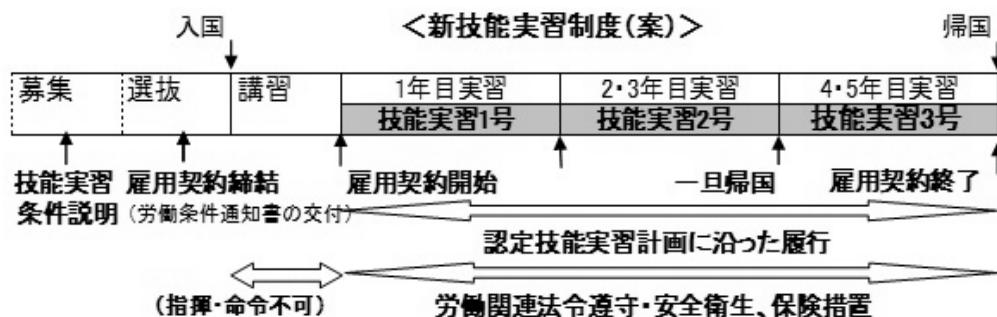 入国 <新技能実習制度(案)> 帰国
募集 選抜 講習 1年目実習 2・3年目実習 4・5年目実習
技能実習1号 技能実習2号 技能実習3号
技能実習 雇用契約締結 雇用契約開始 一旦帰国 雇用契約終了
条件説明 (労働条件通知書の交付)
認定技能実習計画に沿った履行
(指揮・命令不可) 労働関連法令遵守・安全衛生、保険措置